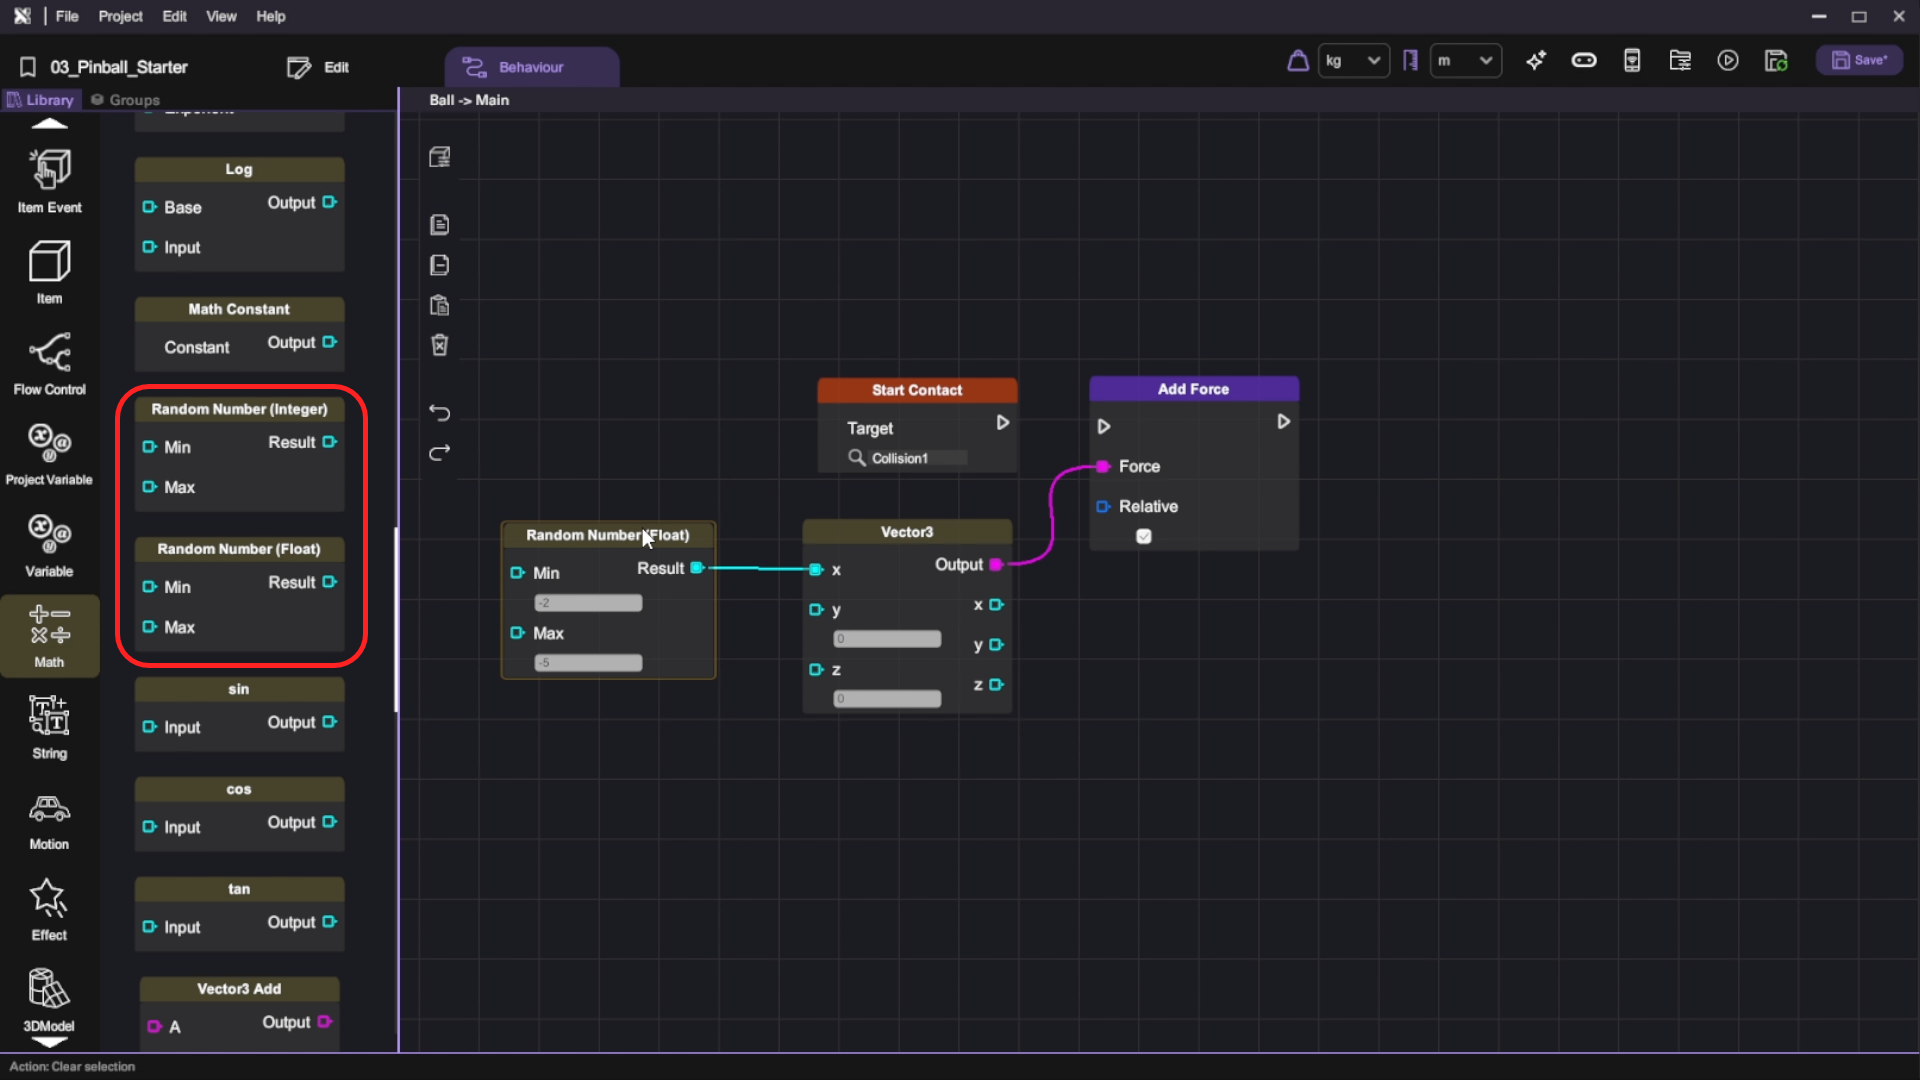 File Project Edit View Help
03_Pinball_Starter
Edit
Behaviour
kg
m
Save*
Library
Groups
Ball -> Main
Item Event
Item
Flow Control
Project Variable
Variable
Math
String
Motion
Effect
3DModel
Exponent
Log
Base Output
Input
Math Constant
Constant Output
Random Number (Integer)
Min Result
Max
Random Number (Float)
Min Result
Max
sin
Input Output
cos
Input Output
tan
Input Output
Vector3 Add
A Output
Start Contact
Target
Collision1
Add Force
Force
Relative
Random Number (Float)
Min Result
-2
Max
-5
Vector3
Output
x
x
y
0
y
z
z
0
Action: Clear selection